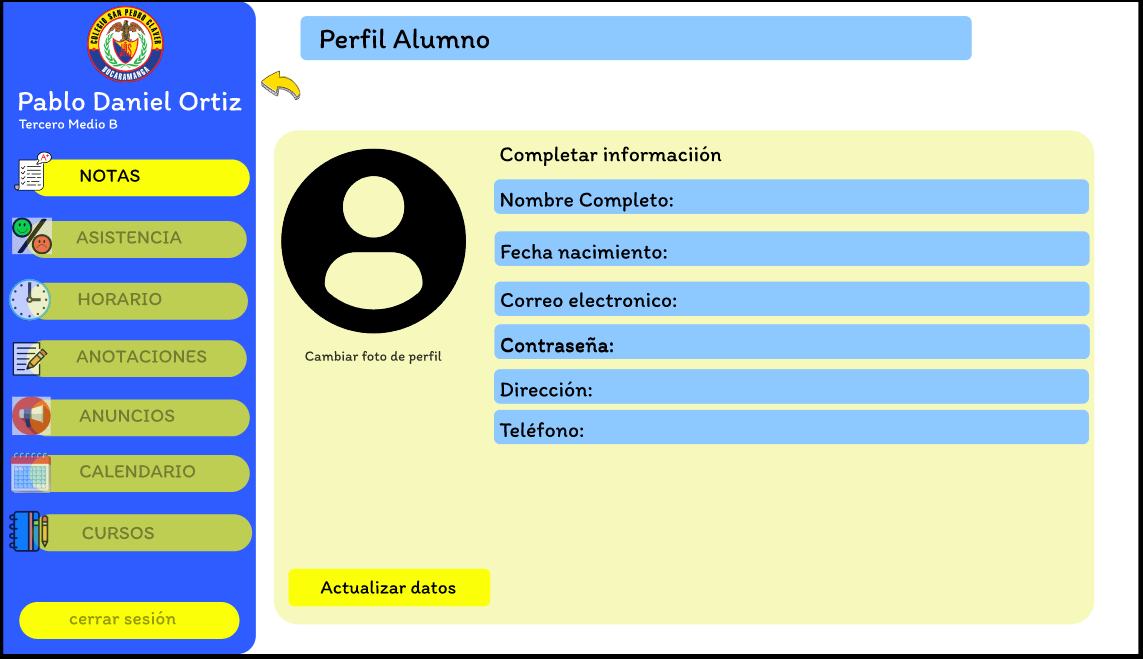 COLEGIO SAN PEDRO CLAVER
BUCARAMANGA
Pablo Daniel Ortiz
Tercero Medio B
A+
NOTAS
ASISTENCIA
HORARIO
ANOTACIONES
ANUNCIOS
CALENDARIO
CURSOS
cerrar sesión
Perfil Alumno
Cambiar foto de perfil
Completar informaciión
Nombre Completo:
Fecha nacimiento:
Correo electronico:
Contraseña:
Dirección:
Teléfono:
Actualizar datos